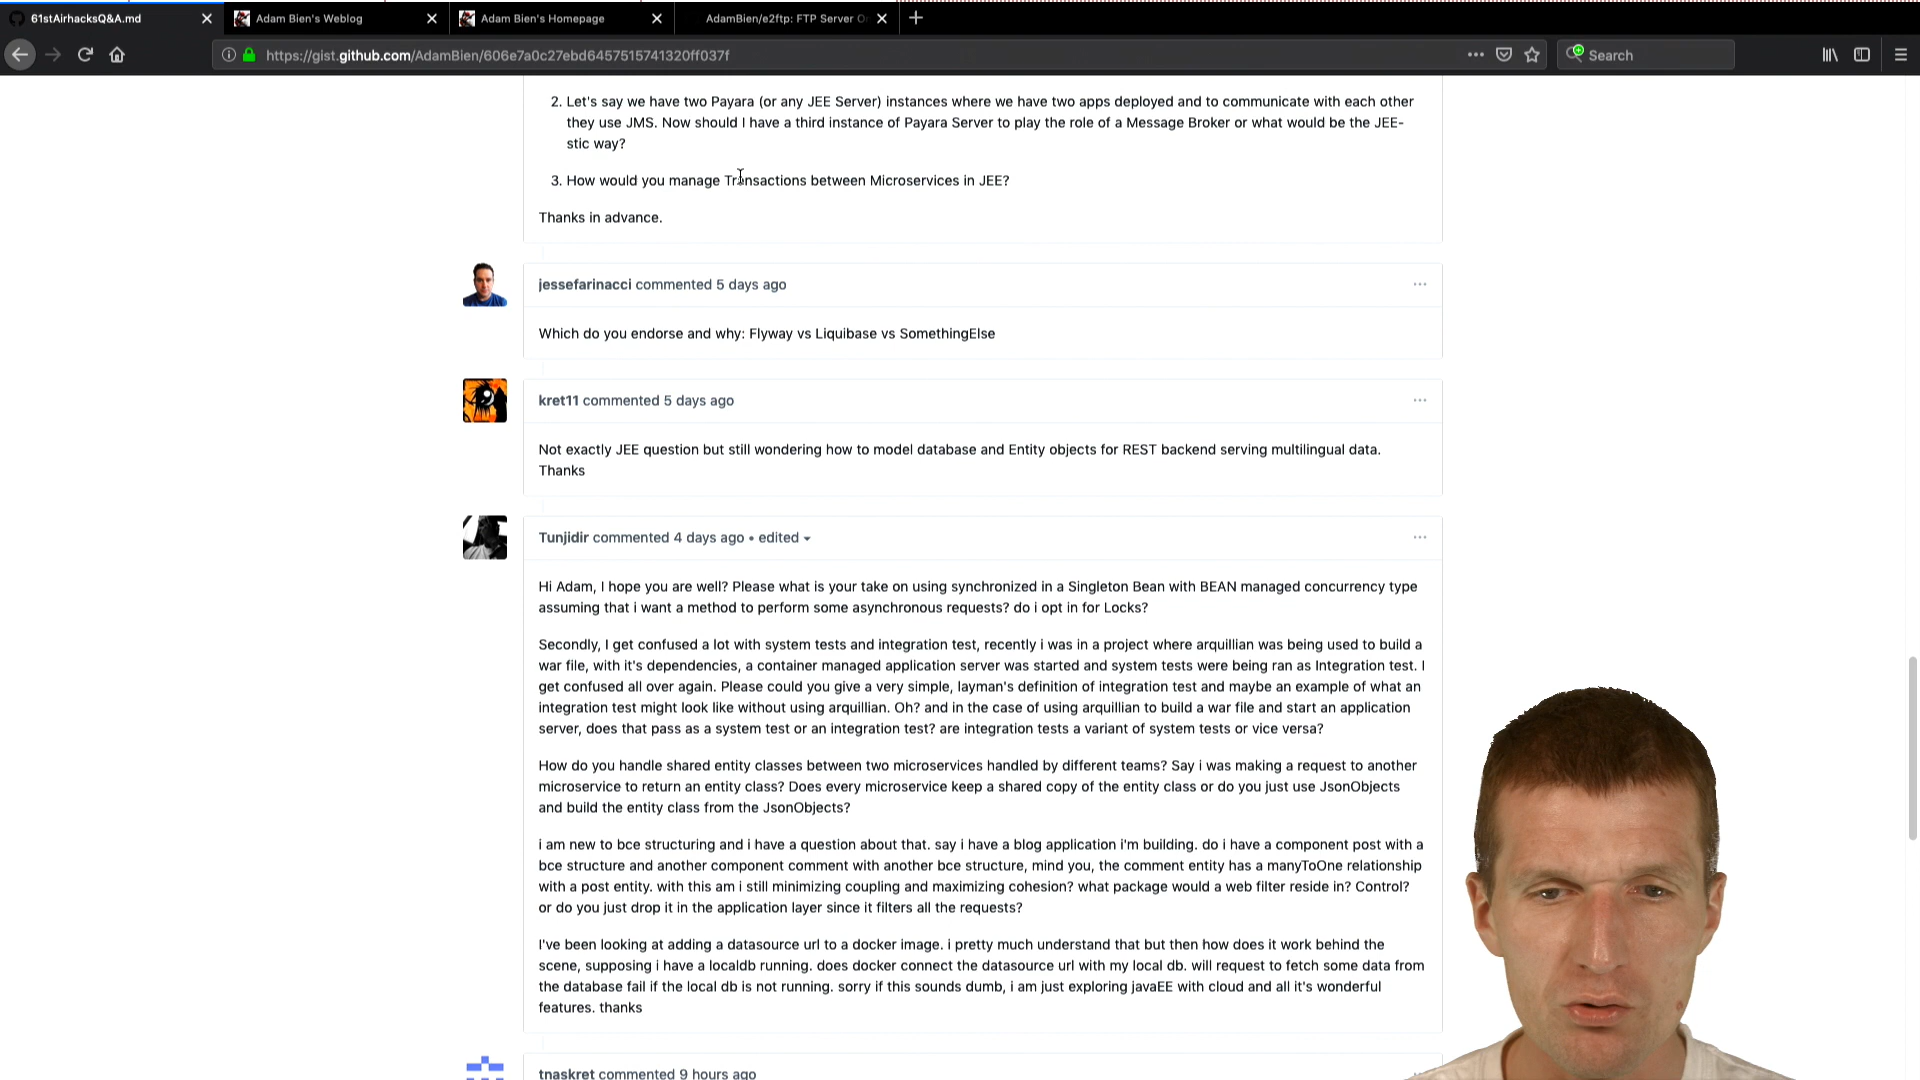 61stAirhacksQ&A.md
Adam Bien's Weblog
Adam Bien's Homepage
AdamBien/e2ftp: FTP Server O
https://gist.github.com/AdamBien/606e7a0c27ebd6457515741320ff037f
Search
2. Let's say we have two Payara (or any JEE Server) instances where we have two apps deployed and to communicate with each other
they use JMS. Now should I have a third instance of Payara Server to play the role of a Message Broker or what would be the JEE-
stic way?
3. How would you manage Transactions between Microservices in JEE?
Thanks in advance.
jessefarinacci commented 5 days ago
Which do you endorse and why: Flyway vs Liquibase vs SomethingElse
kret11 commented 5 days ago
Not exactly JEE question but still wondering how to model database and Entity objects for REST backend serving multilingual data.
Thanks
Tunjidir commented 4 days ago • edited
Hi Adam, I hope you are well? Please what is your take on using synchronized in a Singleton Bean with BEAN managed concurrency type
assuming that i want a method to perform some asynchronous requests? do i opt in for Locks?
Secondly, I get confused a lot with system tests and integration test, recently i was in a project where arquillian was being used to build a
war file, with it's dependencies, a container managed application server was started and system tests were being ran as Integration test. I
get confused all over again. Please could you give a very simple, layman's definition of integration test and maybe an example of what an
integration test might look like without using arquillian. Oh? and in the case of using arquillian to build a war file and start an application
server, does that pass as a system test or an integration test? are integration tests a variant of system tests or vice versa?
How do you handle shared entity classes between two microservices handled by different teams? Say i was making a request to another
microservice to return an entity class? Does every microservice keep a shared copy of the entity class or do you just use JsonObjects
and build the entity class from the JsonObjects?
i am new to bce structuring and i have a question about that. say i have a blog application i'm building. do i have a component post with a
bce structure and another component comment with another bce structure, mind you, the comment entity has a manyToOne relationship
with a post entity. with this am i still minimizing coupling and maximizing cohesion? what package would a web filter reside in? Control?
or do you just drop it in the application layer since it filters all the requests?
I've been looking at adding a datasource url to a docker image. i pretty much understand that but then how does it work behind the
scene, supposing i have a localdb running. does docker connect the datasource url with my local db. will request to fetch some data from
the database fail if the local db is not running. sorry if this sounds dumb, i am just exploring javaEE with cloud and all it's wonderful
features. thanks
tnaskret commented 9 hours ago